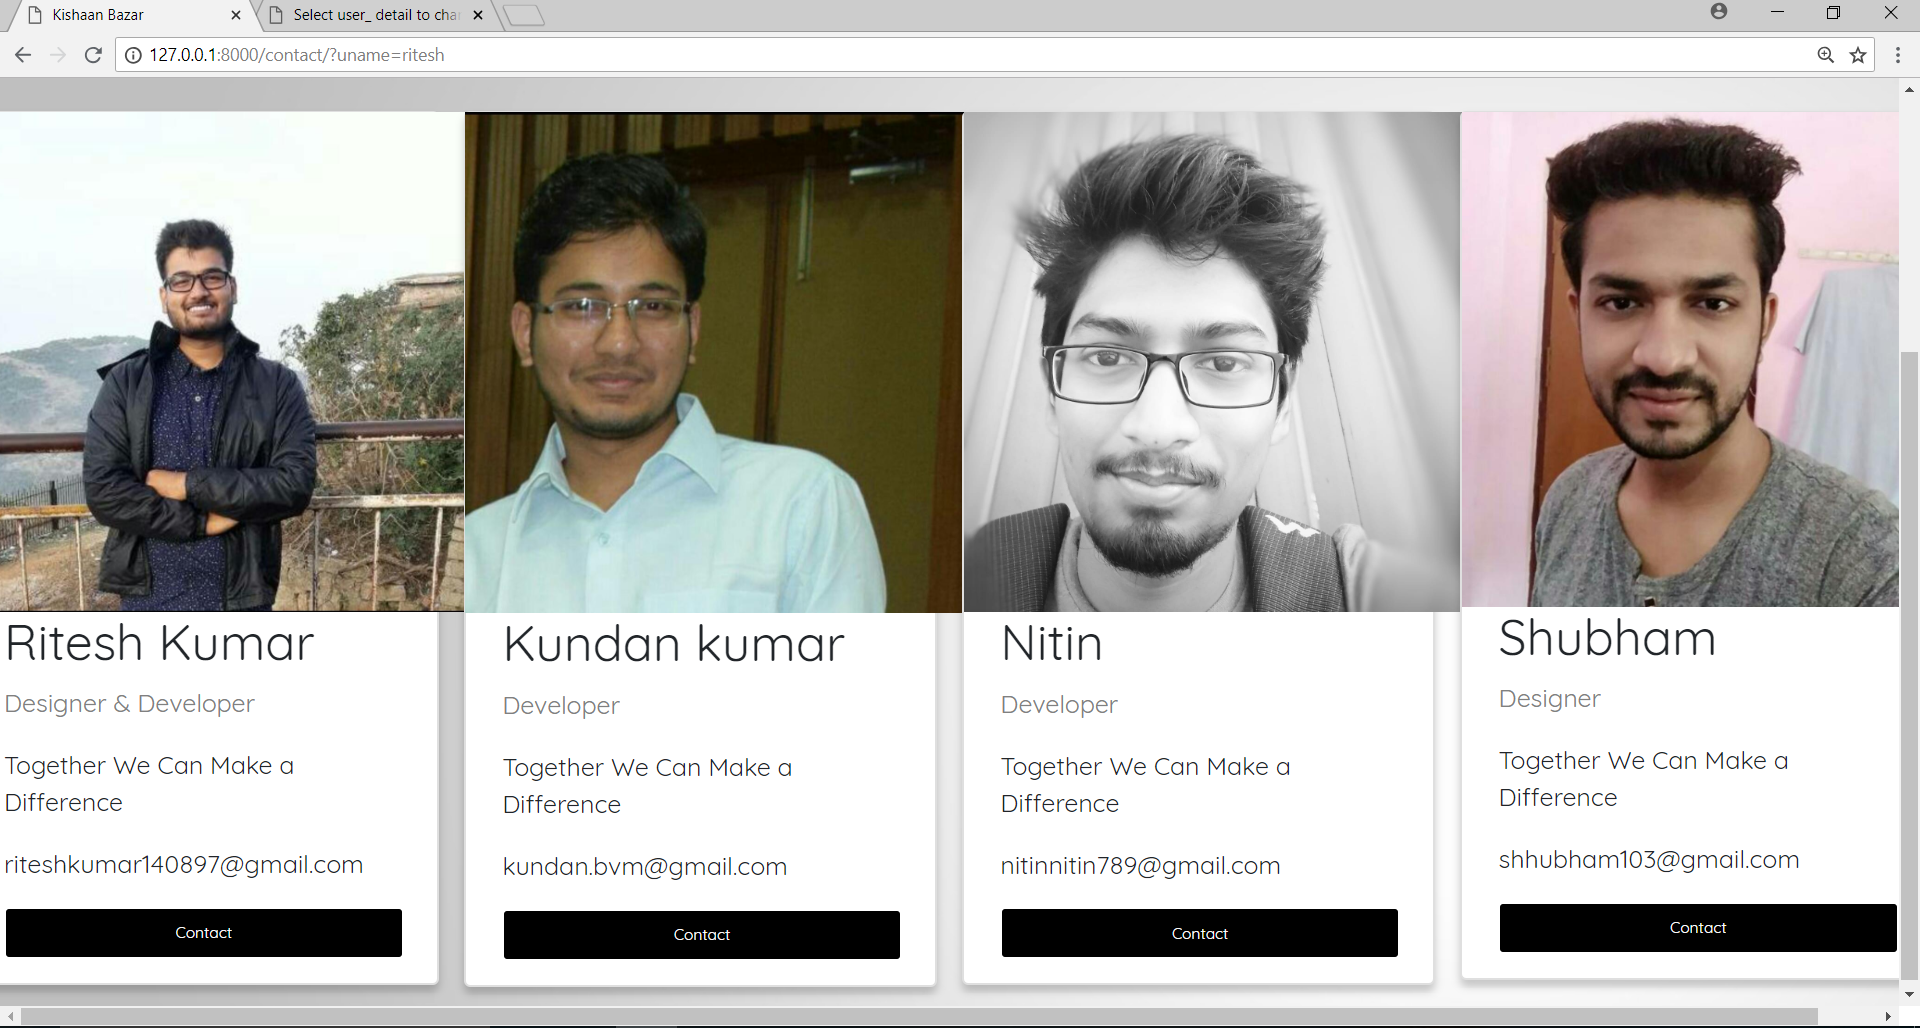 Kishaan Bazar
Select user_ detail to cha
127.0.0.1:8000/contact/?uname=ritesh
Ritesh Kumar
Designer & Developer
Together We Can Make a
Difference
riteshkumar140897@gmail.com
Contact
Kundan kumar
Developer
Together We Can Make a
Difference
kundan.bvm@gmail.com
Contact
Nitin
Developer
Together We Can Make a
Difference
nitinnitin789@gmail.com
Contact
Shubham
Designer
Together We Can Make a
Difference
shhubham103@gmail.com
Contact